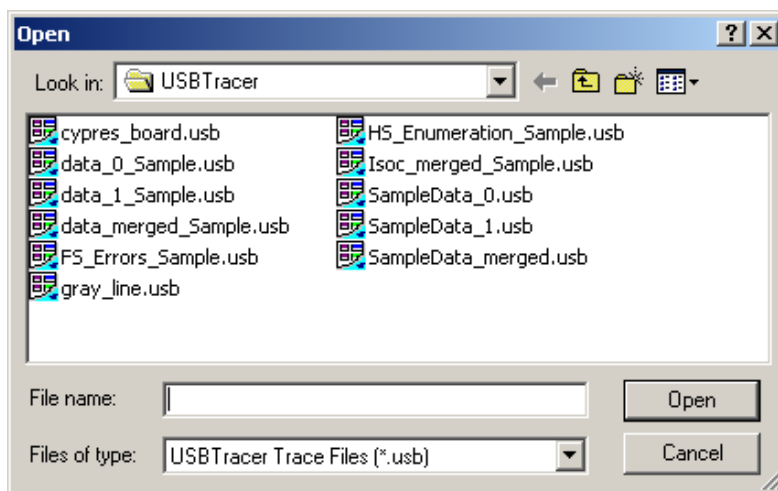 Open
Look in: USBTracer
cypres_board.usb
data_0_Sample.usb
data_1_Sample.usb
data_merged_Sample.usb
FS_Errors_Sample.usb
gray_line.usb
HS_Enumeration_Sample.usb
Isoc_merged_Sample.usb
SampleData_0.usb
SampleData_1.usb
SampleData_merged.usb
File name:
Open
Files of type: USBTracer Trace Files (*.usb)
Cancel